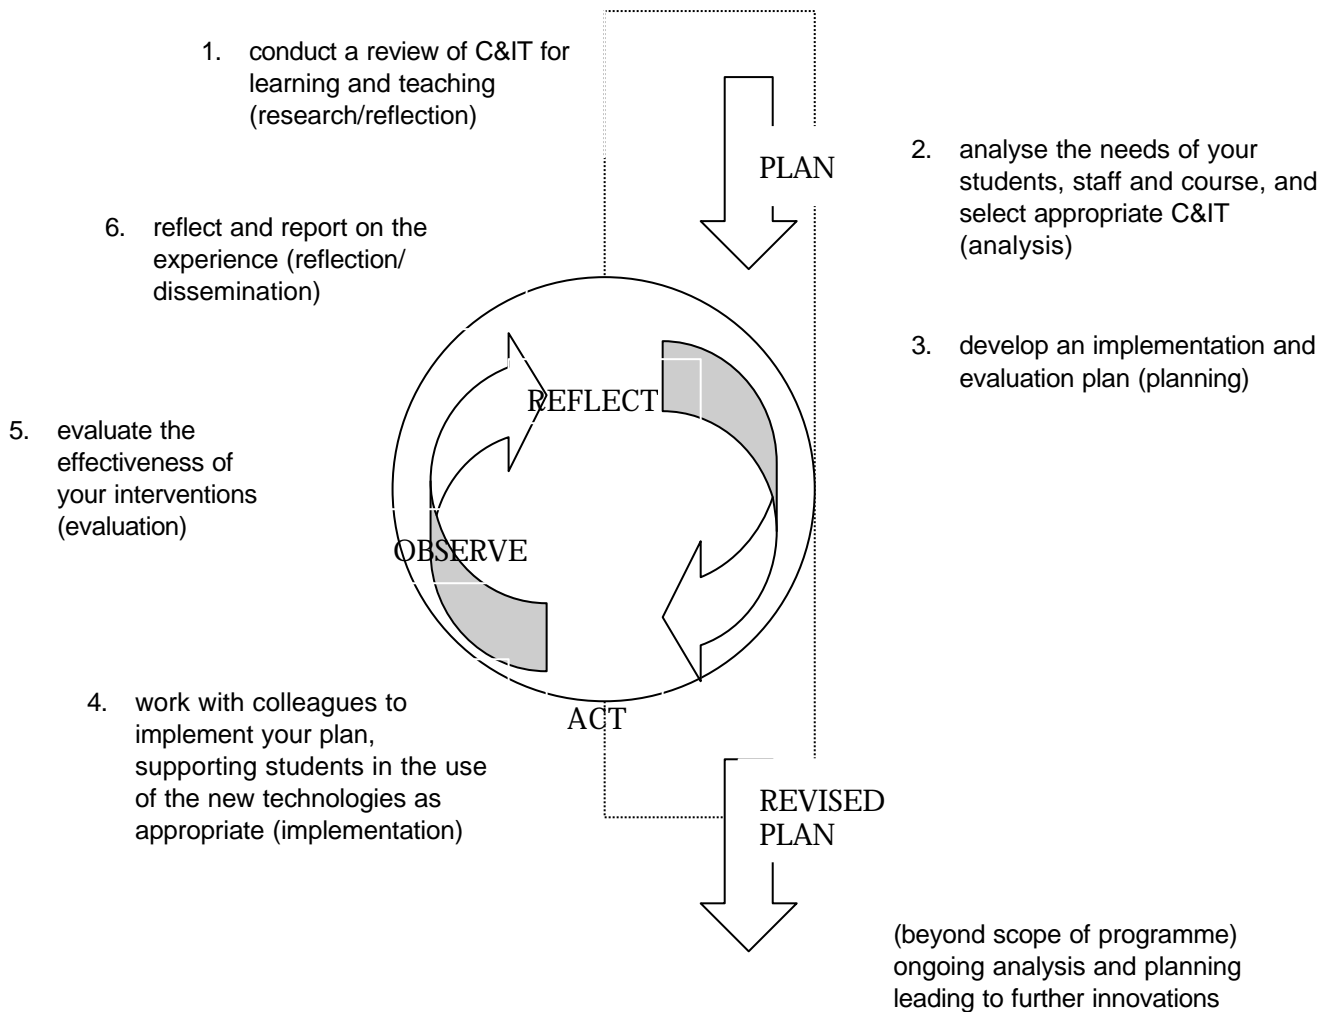 1. conduct a review of C&IT for
learning and teaching
(research/reflection)
PLAN
2. analyse the needs of your
students, staff and course, and
select appropriate C&IT
(analysis)
6. reflect and report on the
experience (reflection/
dissemination)
3. develop an implementation and
evaluation plan (planning)
REFLECT
5. evaluate the
effectiveness of
your interventions
(evaluation)
OBSERVE
4. work with colleagues to
implement your plan,
supporting students in the use
of the new technologies as
appropriate (implementation)
ACT
REVISED
PLAN
(beyond scope of programme)
ongoing analysis and planning
leading to further innovations